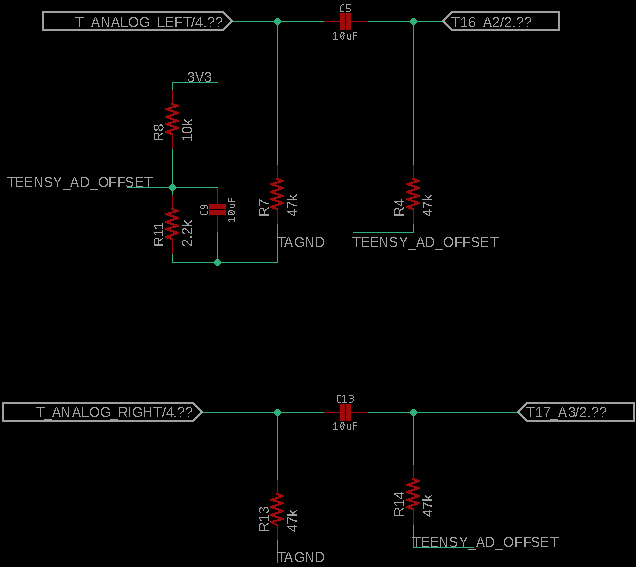 C5
T_ANALOG_LEFT/4.??
T16_A2/2.??
10uF
3V3
R8
10k
TEENSY_AD_OFFSET
R11
2.2k
C9
10uF
R7
47k
R4
47k
TAGND
TEENSY_AD_OFFSET
C13
T_ANALOG_RIGHT/4.??
T17_A3/2.??
10uF
R13
47k
R14
47k
TEENSY_AD_OFFSET
TAGND